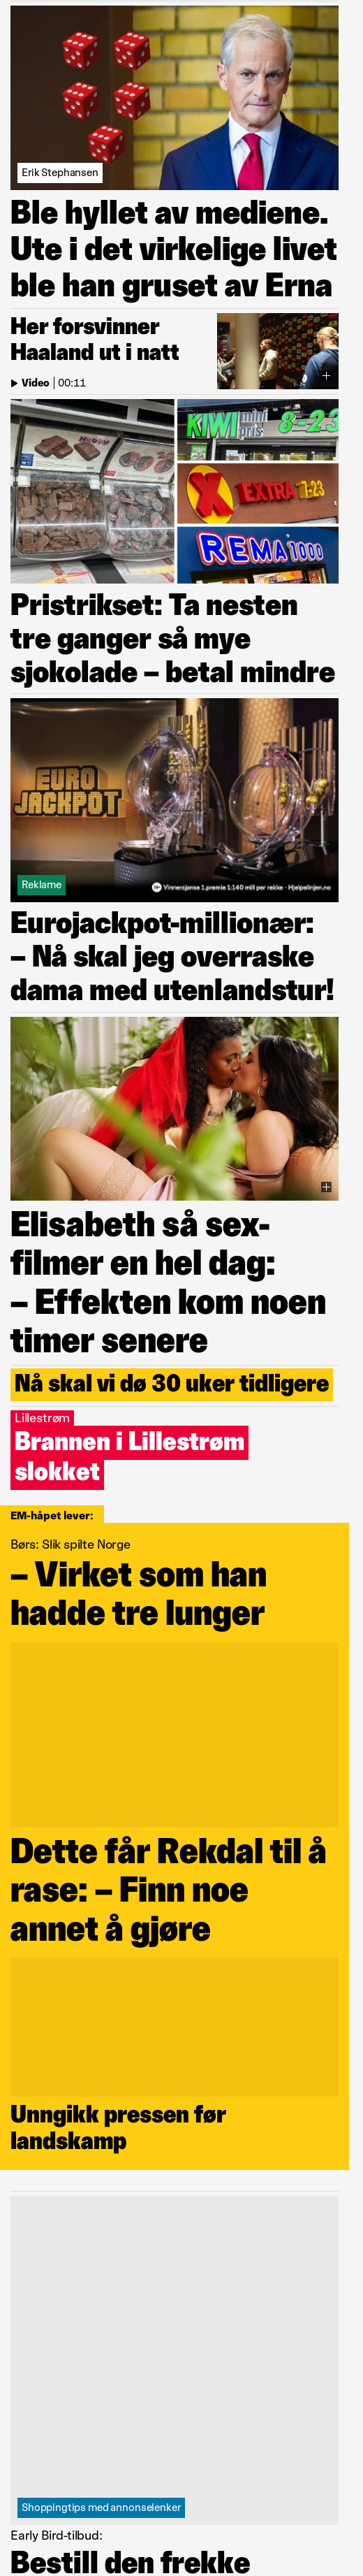 Erik Stephansen
Ble hyllet av mediene.
Ute i det virkelige livet
ble han gruset av Erna
Her forsvinner
Haaland ut i natt
Video | 00:11
KIWI mini pris 8-23
X EXTRA 7-23
REMA 1000
Pristrikset: Ta nesten
tre ganger så mye
sjokolade – betal mindre
EURO
JACKPOT
Reklame
18+ Vinnersjanse 1.premie 1:140 mill per rekke - Hjelpelinjen.no
Eurojackpot-millionær:
– Nå skal jeg overraske
dama med utenlandstur!
Elisabeth så sex-
filmer en hel dag:
– Effekten kom noen
timer senere
Nå skal vi dø 30 uker tidligere
Lillestrøm
Brannen i Lillestrøm
slokket
EM-håpet lever:
Børs: Slik spilte Norge
– Virket som han
hadde tre lunger
Dette får Rekdal til å
rase: – Finn noe
annet å gjøre
Unngikk pressen før
landskamp
Shoppingtips med annonselenker
Early Bird-tilbud:
Bestill den frekke